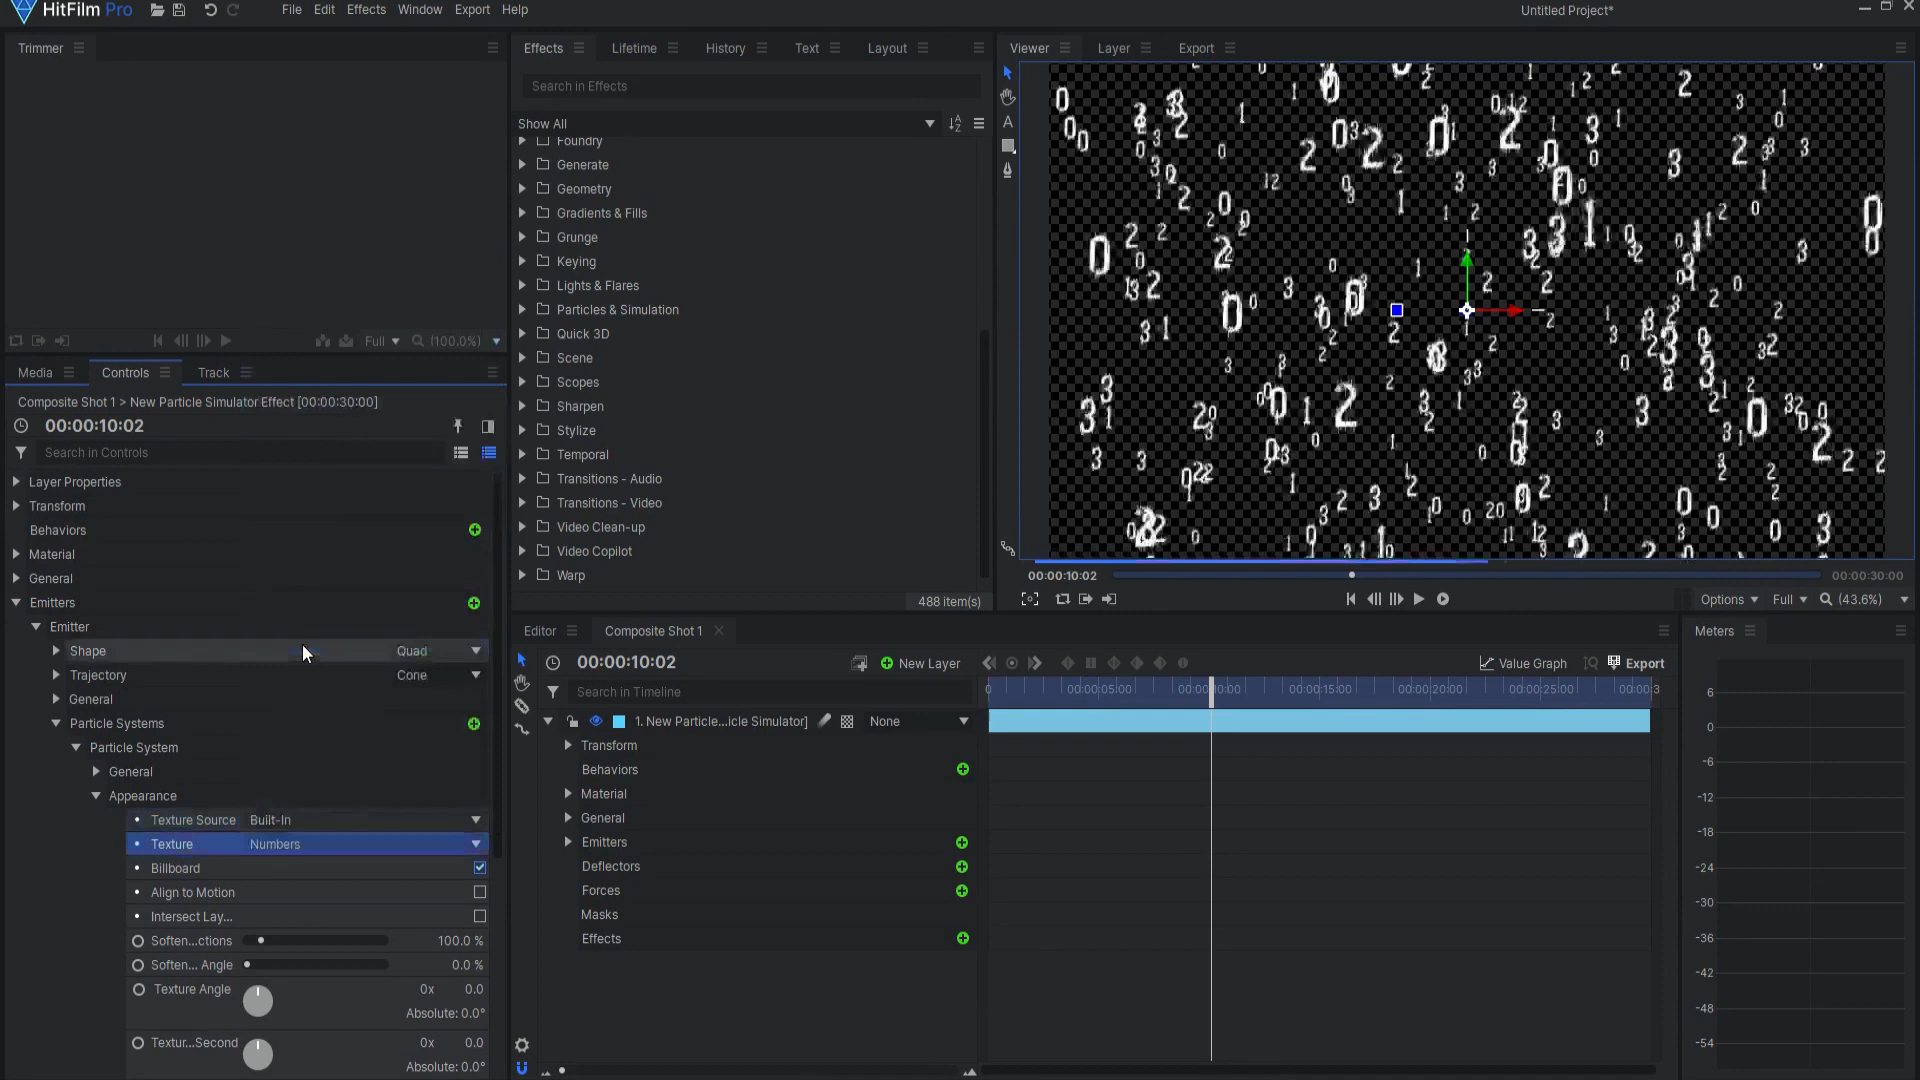 HitFilm Pro
File Edit Effects Window Export Help
Untitled Project*
Trimmer
Full (100.0%)
Media Controls Track
Composite Shot 1 > New Particle Simulator Effect [00:00:30:00]
00:00:10:02
Search in Controls
Layer Properties
Transform
Behaviors
Material
General
Emitters
Emitter
Shape Quad
Trajectory Cone
General
Particle Systems
Particle System
General
Appearance
Texture Source Built-In
Texture Numbers
Billboard
Align to Motion
Intersect Lay...
Soften...ctions 100.0 %
Soften... Angle 0.0 %
Texture Angle 0x 0.0
Absolute: 0.0°
Textur...Second 0x 0.0
Absolute: 0.0°
Effects Lifetime History Text Layout
Search in Effects
Show All
Foundry
Generate
Geometry
Gradients & Fills
Grunge
Keying
Lights & Flares
Particles & Simulation
Quick 3D
Scene
Scopes
Sharpen
Stylize
Temporal
Transitions - Audio
Transitions - Video
Video Clean-up
Video Copilot
Warp
488 item(s)
Viewer Layer Export
00:00:10:02 00:00:30:00
Options Full (43.6%)
Editor Composite Shot 1
00:00:10:02 New Layer Value Graph Export
Search in Timeline
0 00:00:05:00 00:00:10:00 00:00:15:00 00:00:20:00 00:00:25:00 00:00:3
1. New Particle...icle Simulator] None
Transform
Behaviors
Material
General
Emitters
Deflectors
Forces
Masks
Effects
Meters
6
0
-6
-12
-18
-24
-30
-36
-42
-48
-54